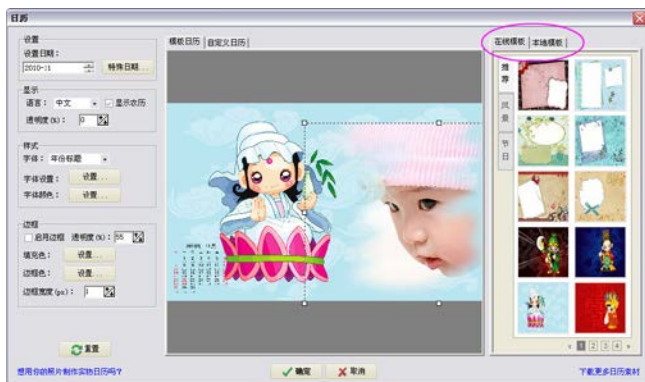 日历
设置
设置日期：
2010-11
特殊日期...
显示
语言： 中文
显示农历
透明度(%)： 0
样式
字体： 年份标题
字体设置： 设置...
字体颜色： 设置...
边框
启用边框 透明度(%)： 55
填充色： 设置...
边框色： 设置...
边框宽度(px)： 1
重置
想用你的照片制作实物日历吗？
模板日历 自定义日历
确定 取消
在线模板 本地模板
推荐
风景
节日
1 2 3 4
下载更多日历素材